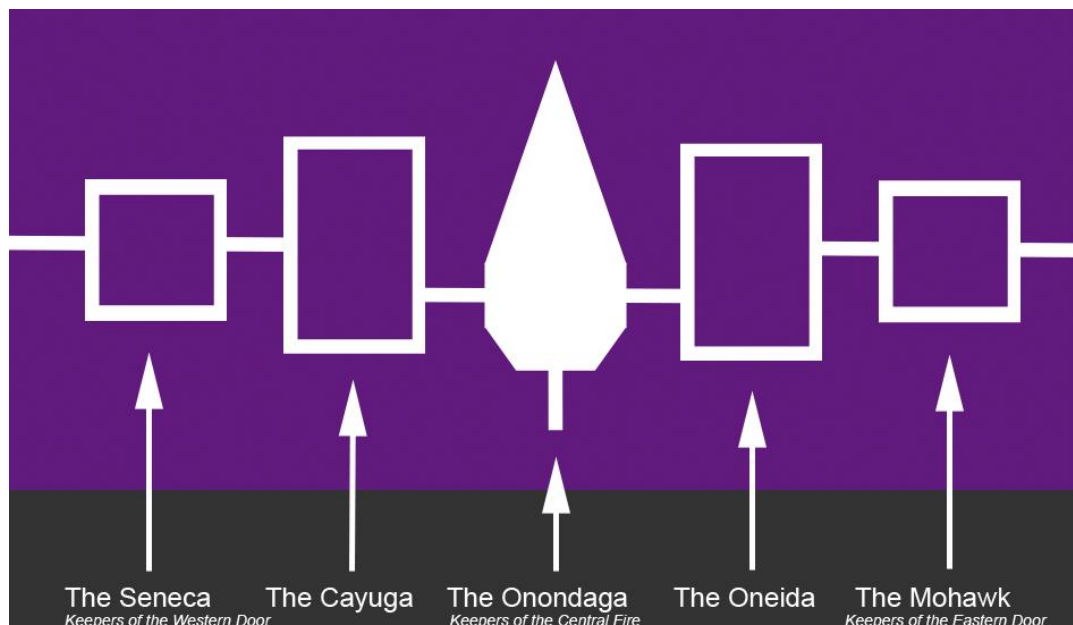 The Seneca
Keepers of the Western Door
The Cayuga
The Onondaga
Keepers of the Central Fire
The Oneida
The Mohawk
Keepers of the Eastern Door